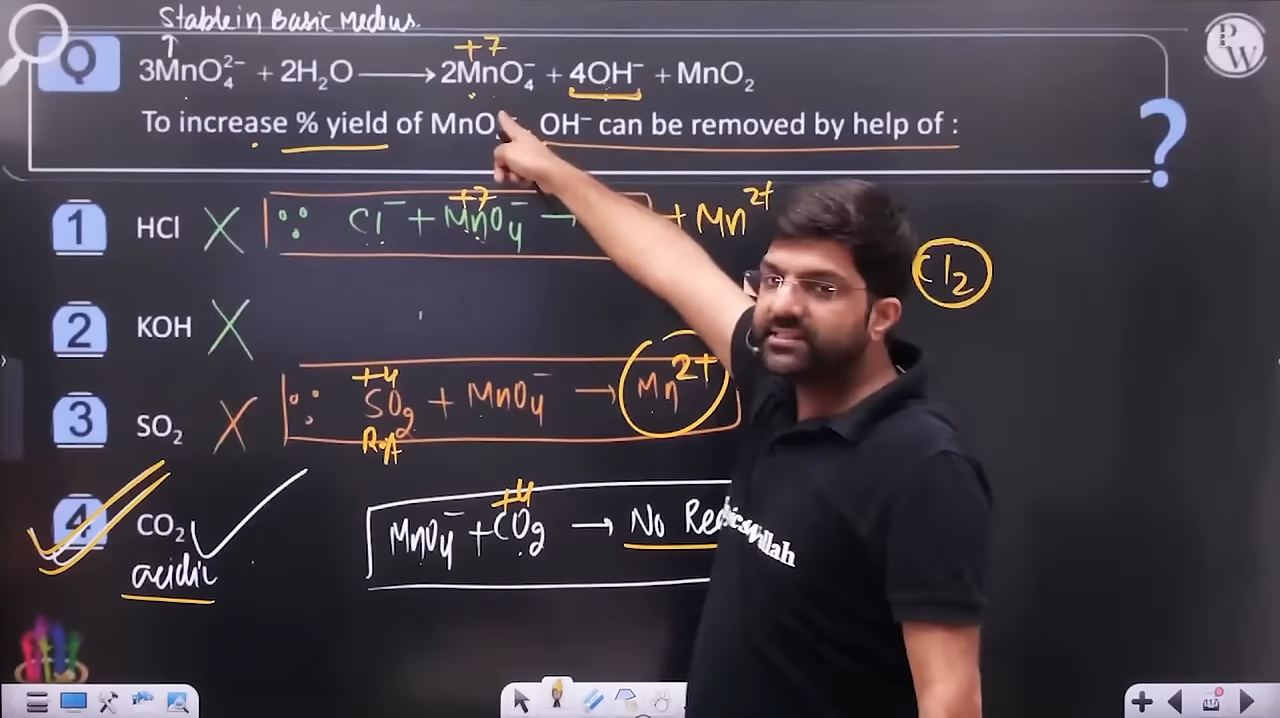 Stable in Basic Medium.
↑ +7
Q 3MnO₄²⁻ + 2H₂O ⟶ 2MnO₄⁻ + 4OH⁻ + MnO₂
PW
To increase % yield of MnO OH⁻ can be removed by help of :
?
+7
1 HCl ✗ ∵ Cl⁻ + MnO₄⁻ → + Mn²⁺
Cl₂
2 KOH ✗
+4
3 SO₂ ✗ ∵ SO₂ + MnO₄⁻ → Mn²⁺
+4
4 CO₂ ✓ MnO₄⁻ + CO₂ → No Re
acidic
117